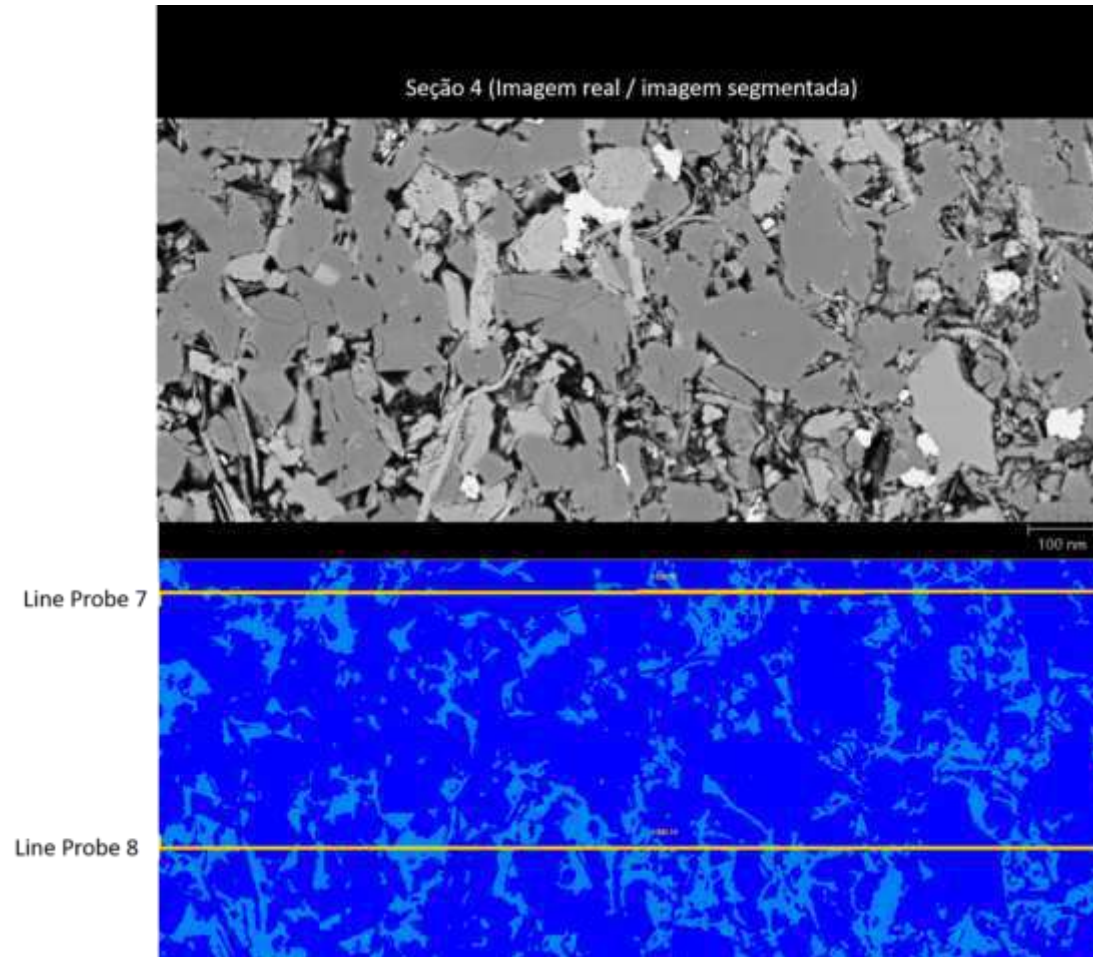 Seção 4 (Imagem real / imagem segmentada)
100 nm
Line Probe 7
Line Probe 8